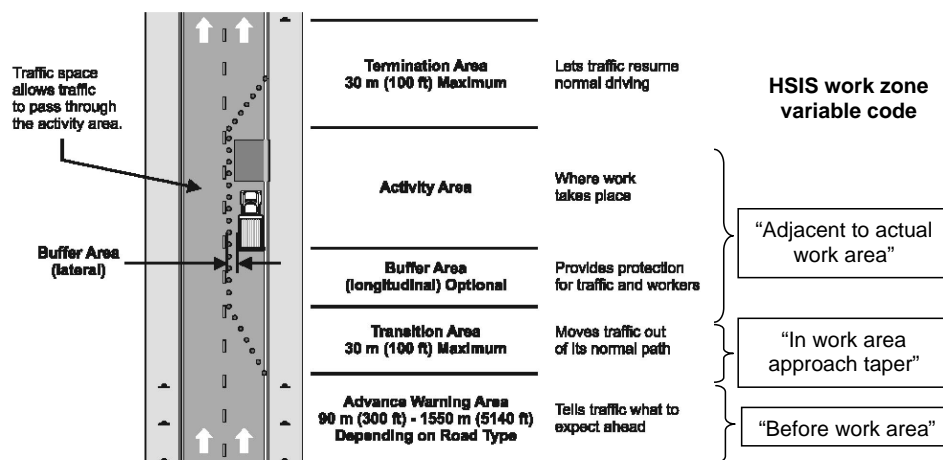 Traffic space
allows traffic
to pass through
the activity area.
Buffer Area
(lateral)
Termination Area
30 m (100 ft) Maximum
Lets traffic resume
normal driving
HSIS work zone
variable code
Activity Area
Where work
takes place
“Adjacent to actual
work area”
Buffer Area
(longitudinal) Optional
Provides protection
for traffic and workers
Transition Area
30 m (100 ft) Maximum
Moves traffic out
of its normal path
“In work area
approach taper”
Advance Warning Area
90 m (300 ft) - 1550 m (5140 ft)
Depending on Road Type
Tells traffic what to
expect ahead
“Before work area”